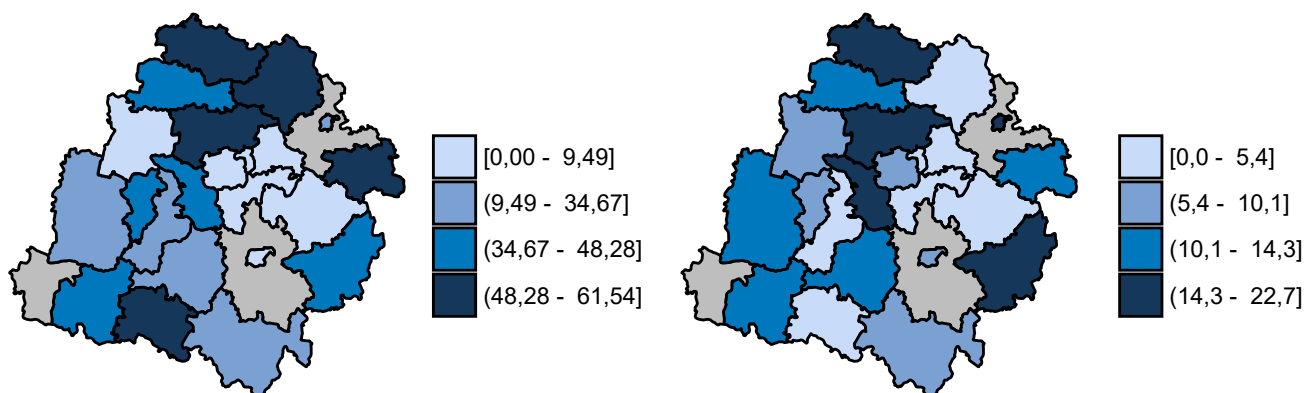 [0,00 - 9,49]
(9,49 - 34,67]
(34,67 - 48,28]
(48,28 - 61,54]
[0,0 - 5,4]
(5,4 - 10,1]
(10,1 - 14,3]
(14,3 - 22,7]